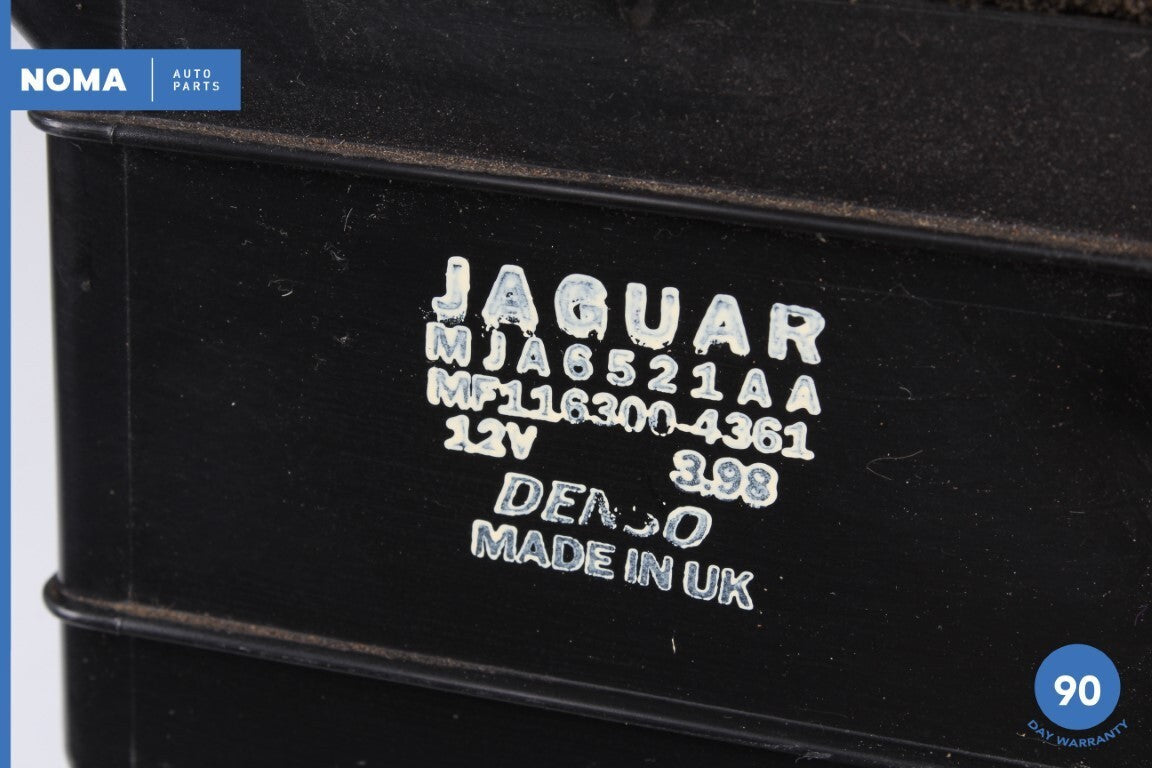 NOMA
AUTO
PARTS
JAGUAR
MJA6521AA
MF116300-4361
12V 3.98
DENSO
MADE IN UK
90
DAY WARRANTY